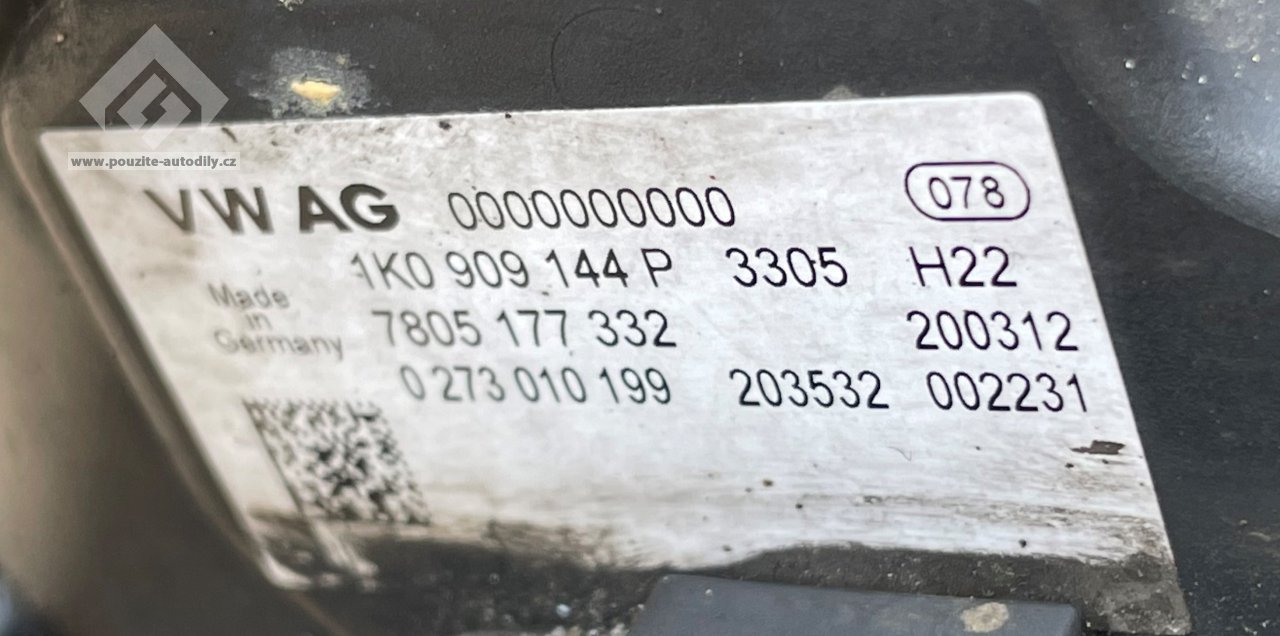 www.pouzite-autodily.cz
VW AG 0000000000 078
1K0 909 144 P 3305 H22
Made
in
Germany
7805 177 332 200312
0 273 010 199 203532 002231